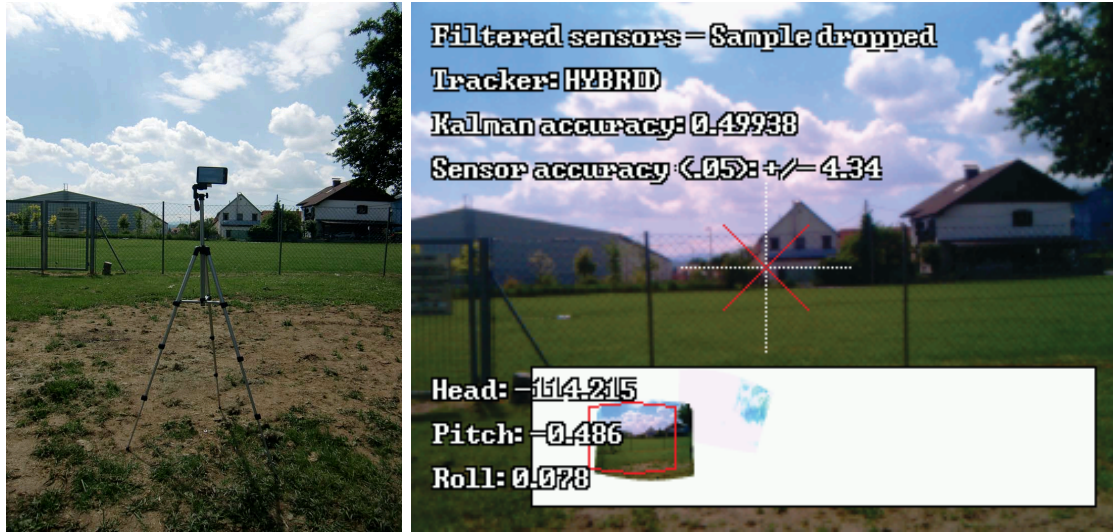 Filtered sensors - Sample dropped
Tracker: HYBRID
Kalman accuracy: 0.49938
Sensor accuracy (<.05): +/- 4.34
Head: -114.215
Pitch: -0.486
Roll: 0.078